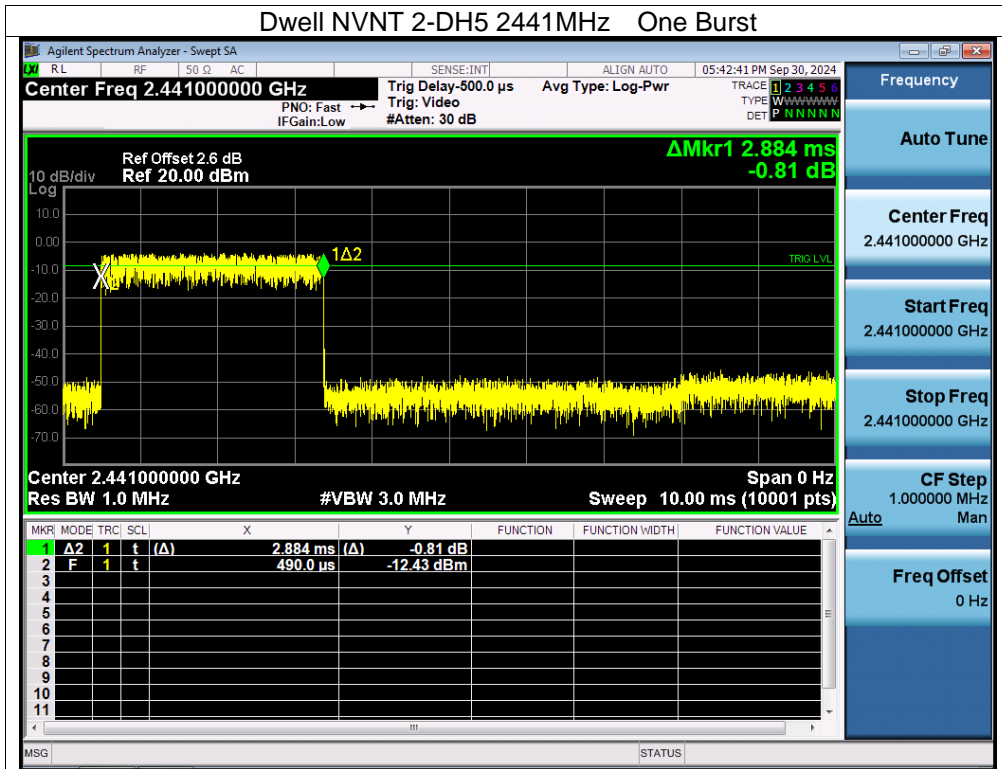 Dwell NVNT 2-DH5 2441MHz One Burst
Agilent Spectrum Analyzer - Swept SA
LXI RL RF 50 Ω AC SENSE:INT ALIGN AUTO 05:42:41 PM Sep 30, 2024
Center Freq 2.441000000 GHz
PNO: Fast
IFGain:Low
Trig Delay-500.0 µs
Trig: Video
#Atten: 30 dB
Avg Type: Log-Pwr
TRACE 1 2 3 4 5 6
TYPE WWWWWW
DET P N N N N N
Ref Offset 2.6 dB
Ref 20.00 dBm
10 dB/div
Log
ΔMkr1 2.884 ms
-0.81 dB
10.0
0.00
-10.0
-20.0
-30.0
-40.0
-50.0
-60.0
-70.0
1Δ2
TRIG LVL
Center 2.441000000 GHz Span 0 Hz
Res BW 1.0 MHz #VBW 3.0 MHz Sweep 10.00 ms (10001 pts)
MKR MODE TRC SCL X Y FUNCTION FUNCTION WIDTH FUNCTION VALUE
1 Δ2 1 t (Δ) 2.884 ms (Δ) -0.81 dB
2 F 1 t 490.0 µs -12.43 dBm
3
4
5
6
7
8
9
10
11
MSG STATUS
Frequency
Auto Tune
Center Freq
2.441000000 GHz
Start Freq
2.441000000 GHz
Stop Freq
2.441000000 GHz
CF Step
1.000000 MHz
Auto Man
Freq Offset
0 Hz